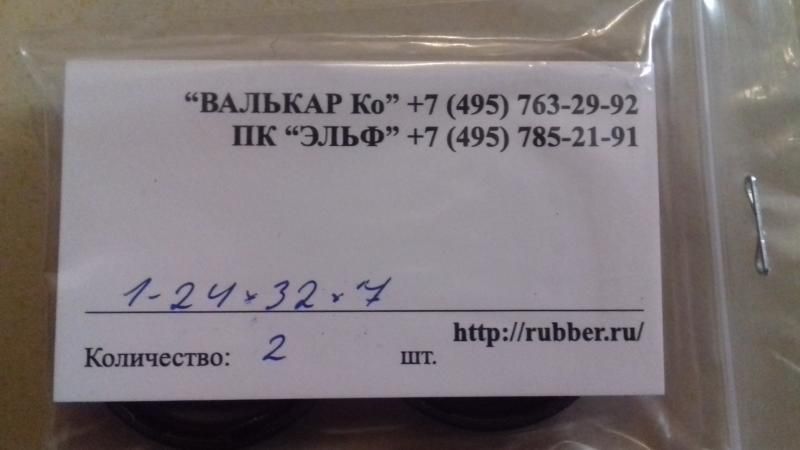 “ВАЛЬКАР Ко” +7 (495) 763-29-92
ПК “ЭЛЬФ” +7 (495) 785-21-91
1-24×32×7
http://rubber.ru/
Количество: 2 шт.